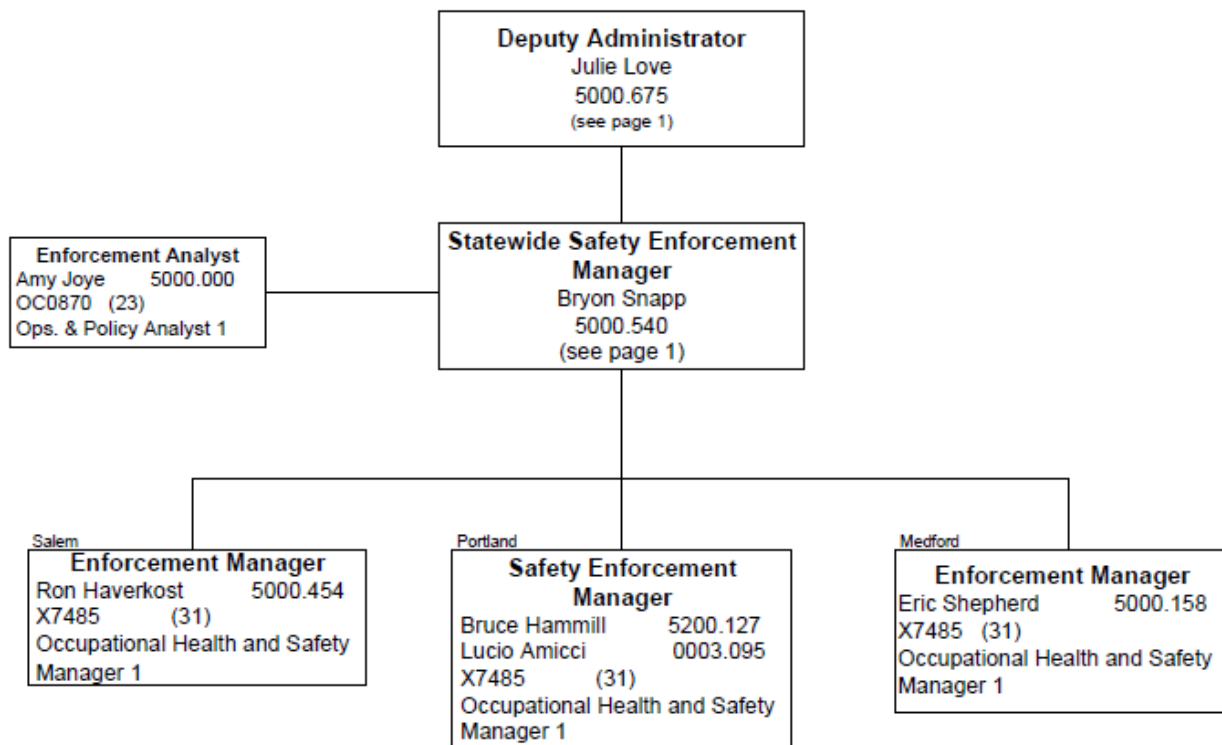 Deputy Administrator
Julie Love
5000.675
(see page 1)
Enforcement Analyst
Amy Joye 5000.000
OC0870 (23)
Ops. & Policy Analyst 1
Statewide Safety Enforcement
Manager
Bryon Snapp
5000.540
(see page 1)
Salem
Enforcement Manager
Ron Haverkost 5000.454
X7485 (31)
Occupational Health and Safety
Manager 1
Portland
Safety Enforcement
Manager
Bruce Hammill 5200.127
Lucio Amicci 0003.095
X7485 (31)
Occupational Health and Safety
Manager 1
Medford
Enforcement Manager
Eric Shepherd 5000.158
X7485 (31)
Occupational Health and Safety
Manager 1